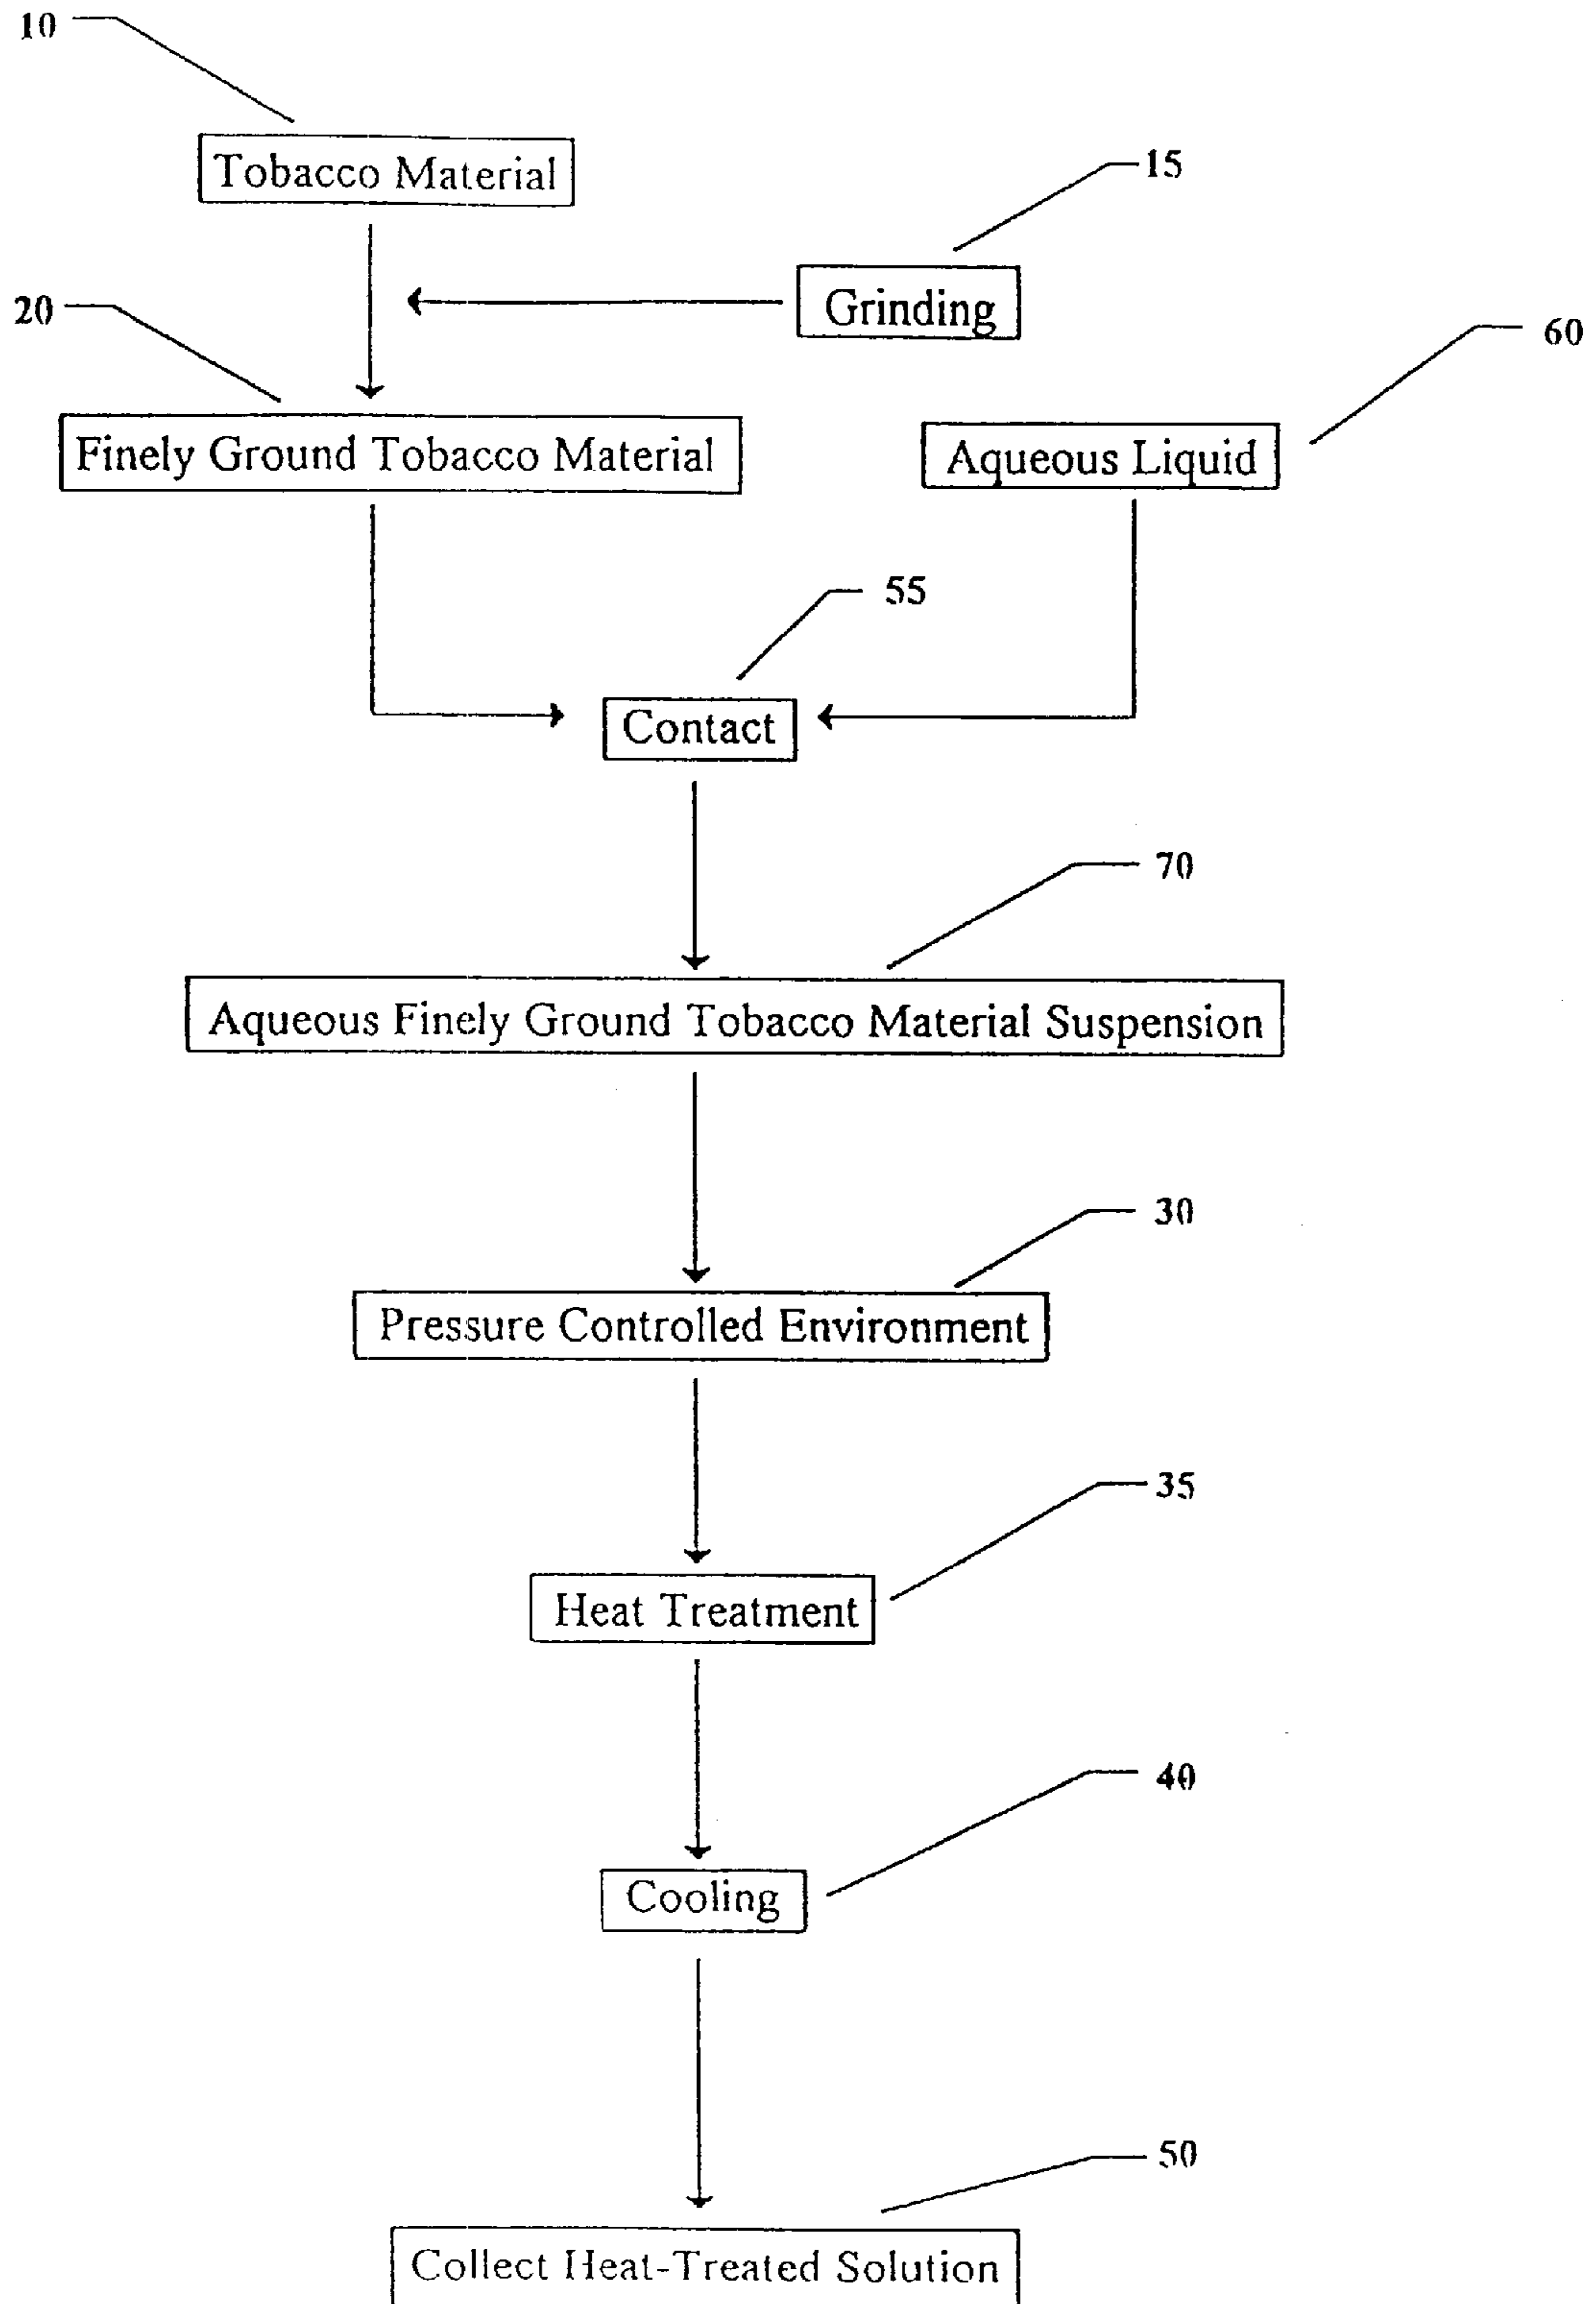 10
Tobacco Material
15
Grinding
20
60
Finely Ground Tobacco Material
Aqueous Liquid
55
Contact
70
Aqueous Finely Ground Tobacco Material Suspension
30
Pressure Controlled Environment
35
Heat Treatment
40
Cooling
50
Collect Heat-Treated Solution